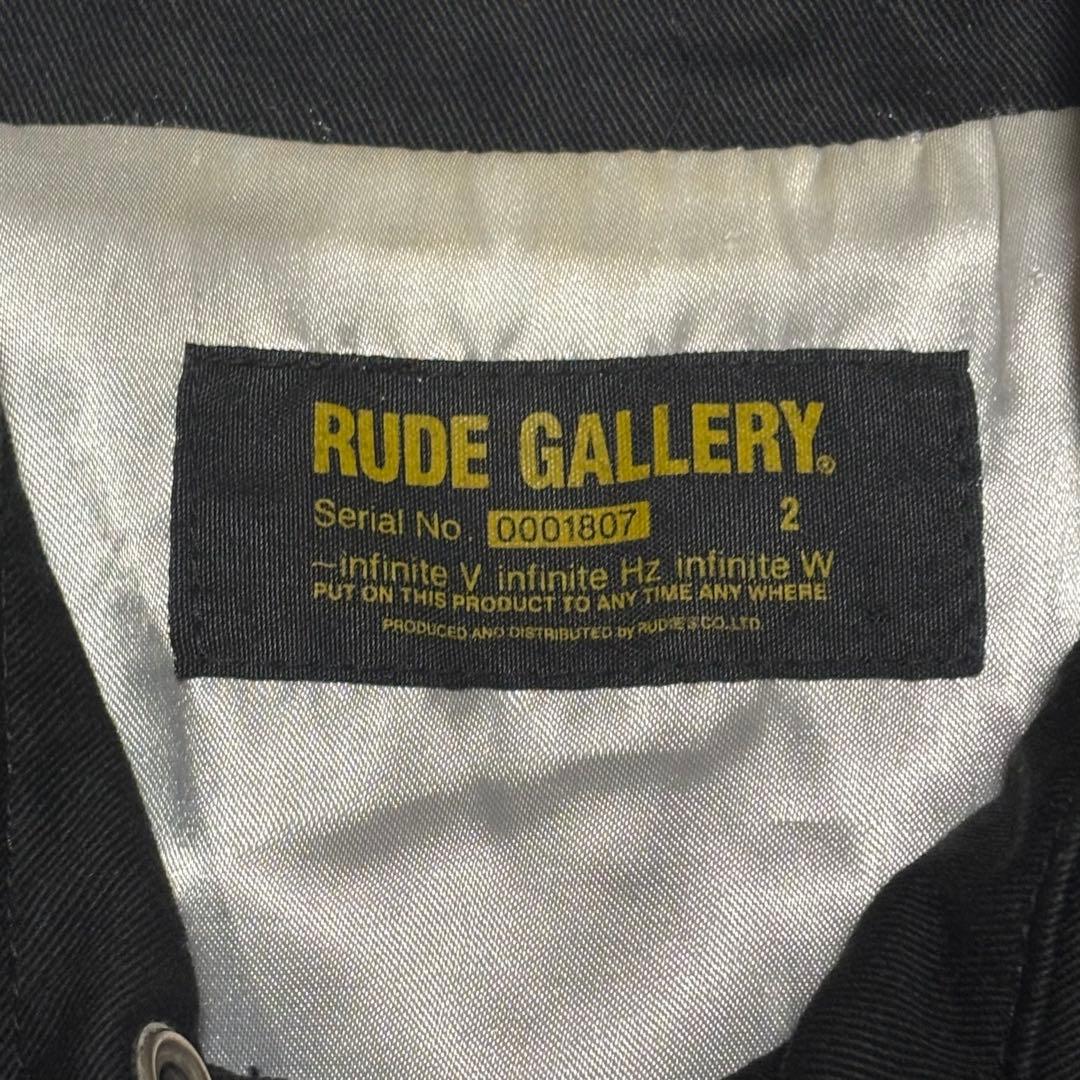 RUDE GALLERY®
Serial No. 0001807 2
~infinite V infinite Hz infinite W
PUT ON THIS PRODUCT TO ANY TIME ANY WHERE
PRODUCED AND DISTRIBUTED by RUDIE'S CO.,LTD.